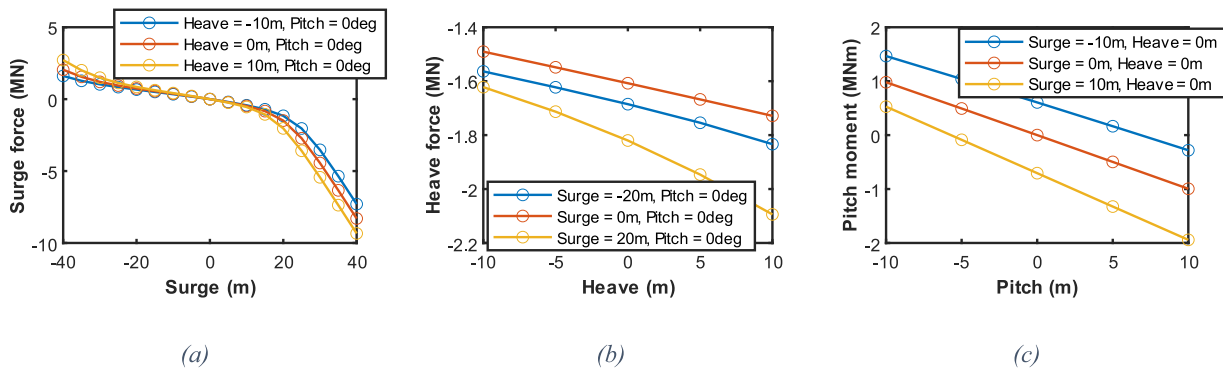 Heave = -10m, Pitch = 0deg
Heave = 0m, Pitch = 0deg
Heave = 10m, Pitch = 0deg
5
0
-5
-10
Surge force (MN)
-40
-20
0
20
40
Surge (m)
(a)
-1.4
-1.6
-1.8
-2
-2.2
Heave force (MN)
Surge = -20m, Pitch = 0deg
Surge = 0m, Pitch = 0deg
Surge = 20m, Pitch = 0deg
-10
-5
0
5
10
Heave (m)
(b)
Surge = -10m, Heave = 0m
Surge = 0m, Heave = 0m
Surge = 10m, Heave = 0m
2
1
0
-1
-2
Pitch moment (MNm)
-10
-5
0
5
10
Pitch (m)
(c)